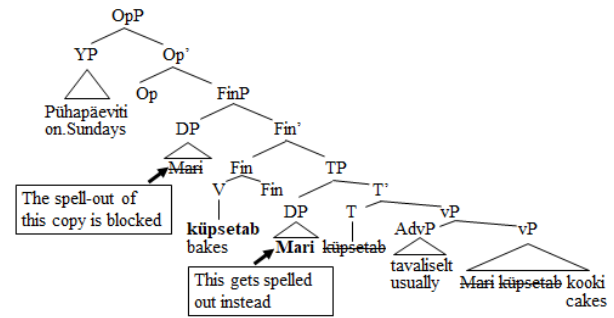 OpP
YP Op'
Op FinP
Pühapäeviti
on.Sundays
DP Fin'
Mari Fin TP
The spell-out of
this copy is blocked
V Fin DP T'
küpsetab
bakes
Mari T vP
küpsetab AdvP vP
This gets spelled
out instead
tavaliselt
usually
Mari küpsetab kooki
cakes